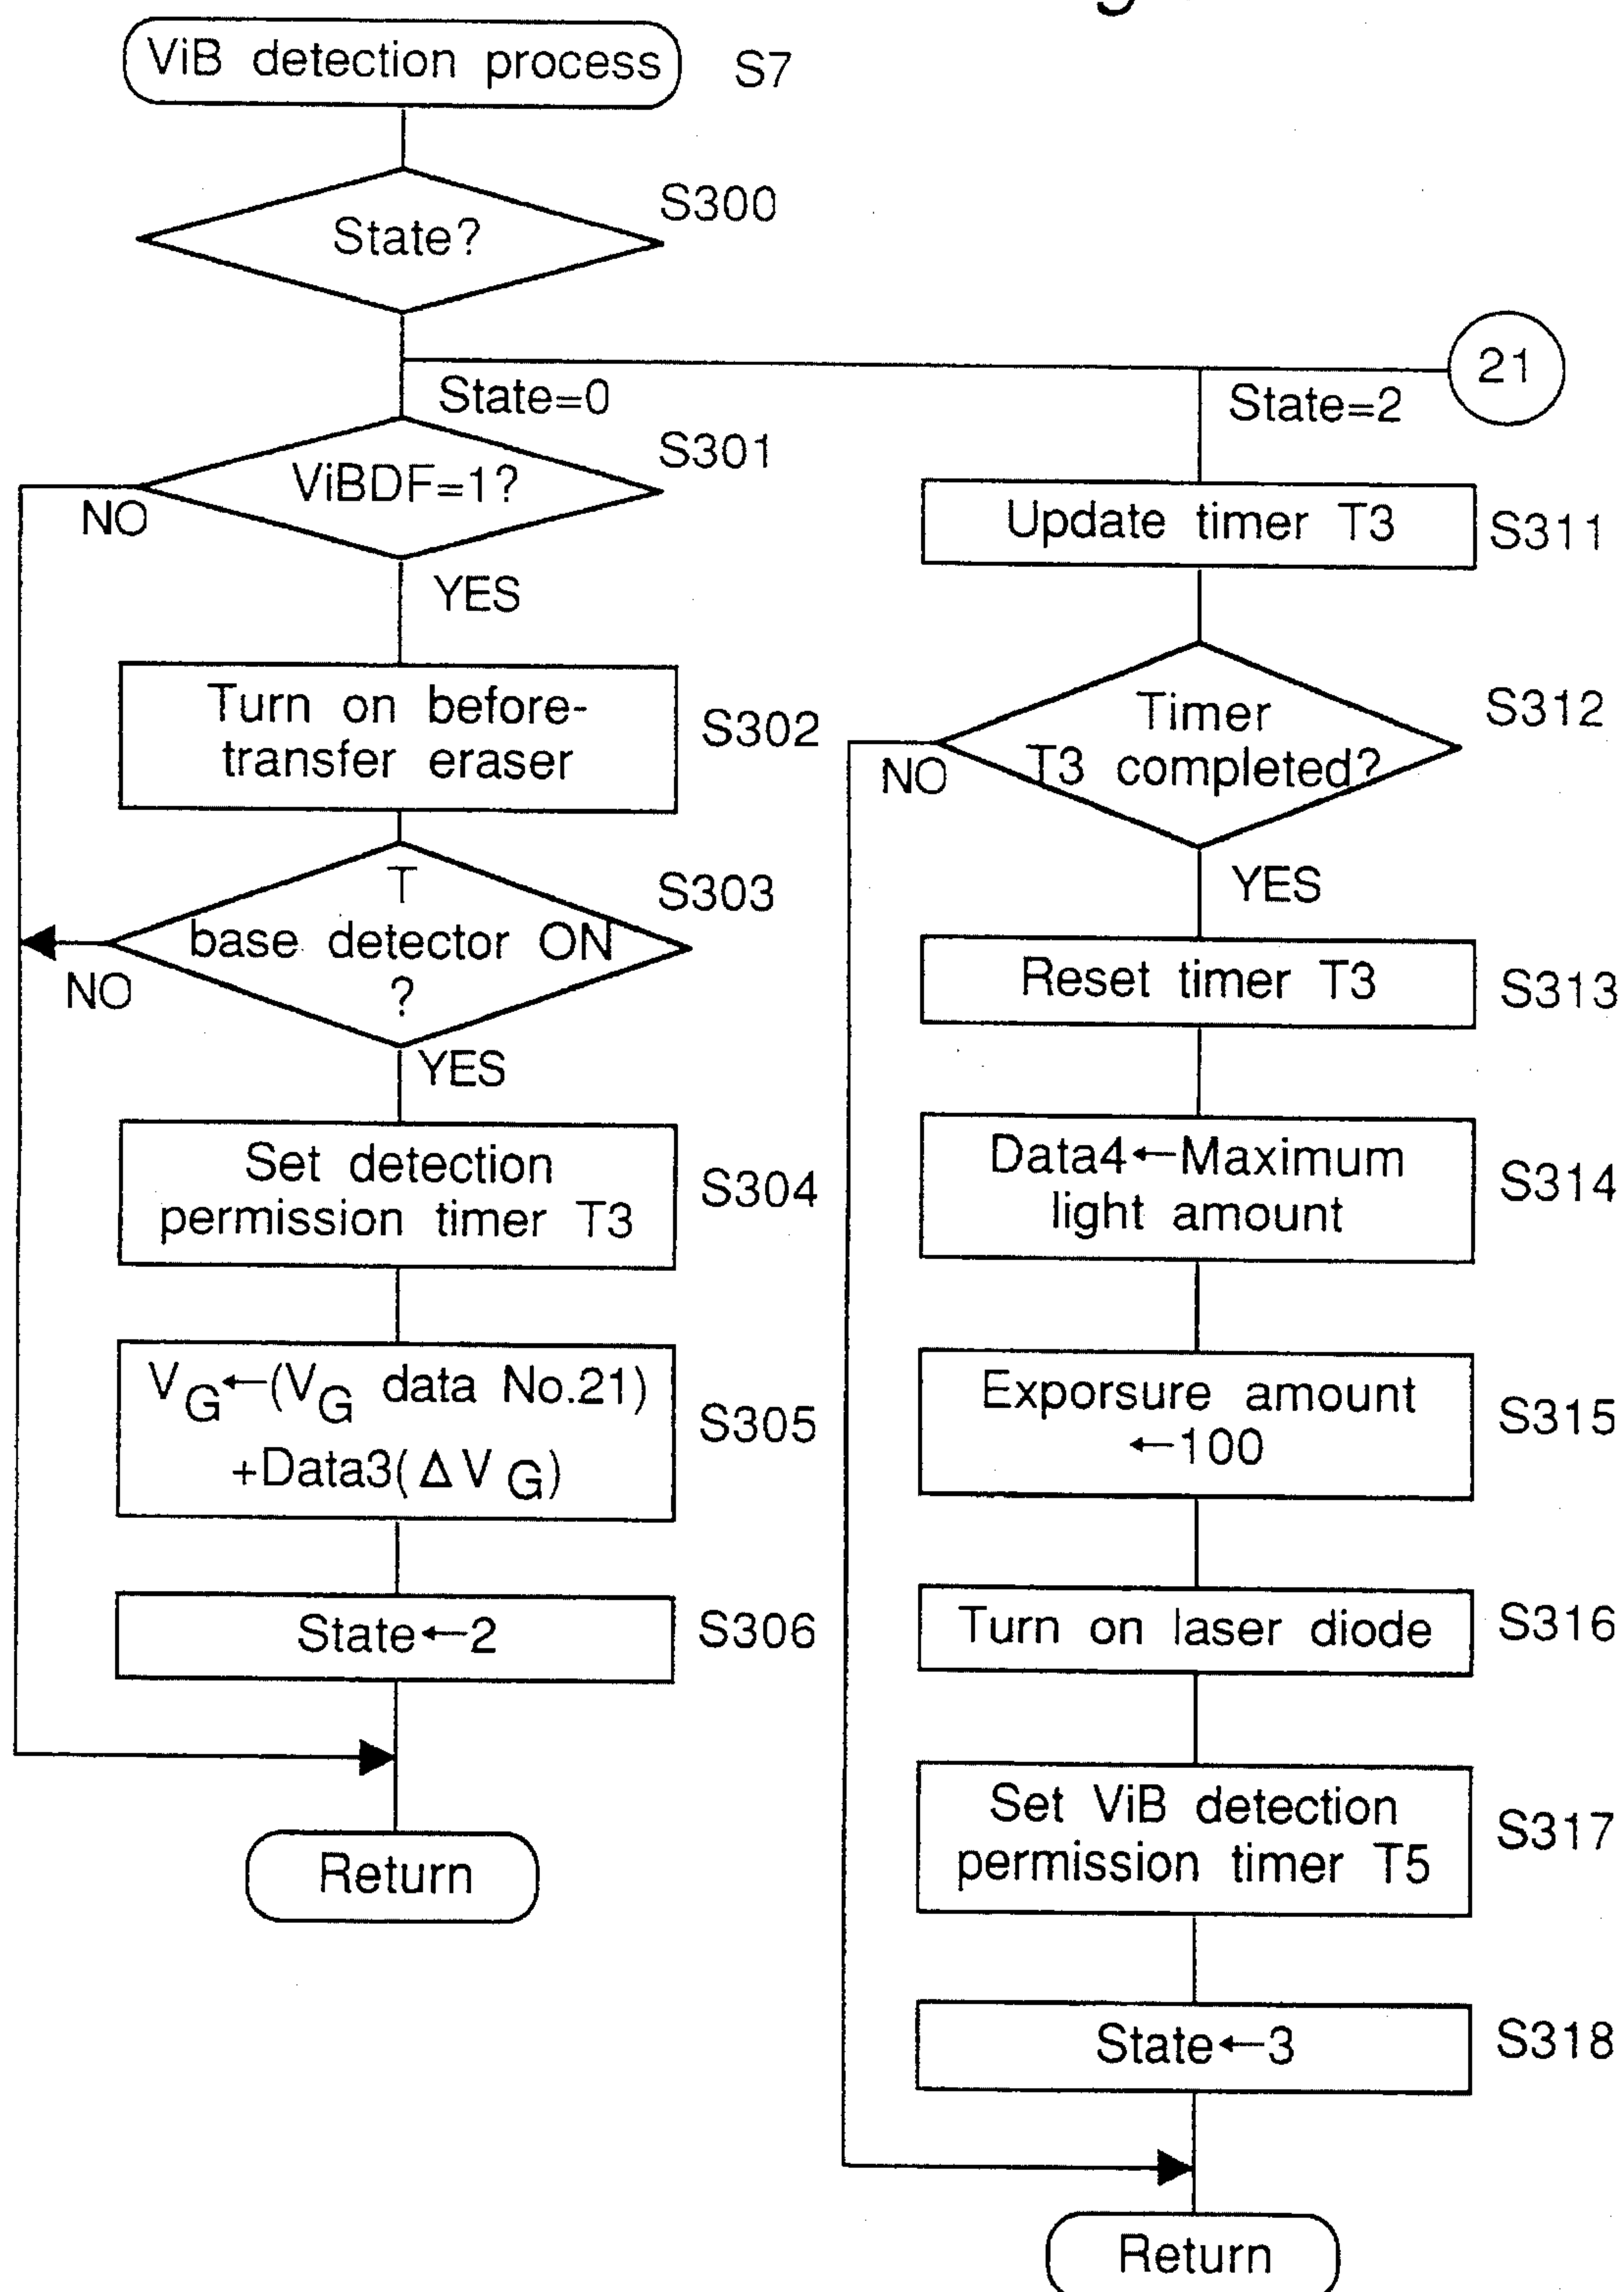 ViB detection process
S7
State?
S300
21
State=0
State=2
ViBDF=1?
S301
NO
YES
Turn on before-
transfer eraser
S302
T
base detector ON
?
S303
NO
YES
Set detection
permission timer T3
S304
VG←(VG data No.21)
+Data3(ΔVG)
S305
State←2
S306
Return
Update timer T3
S311
Timer
T3 completed?
S312
NO
YES
Reset timer T3
S313
Data4←Maximum
light amount
S314
Exporsure amount
←100
S315
Turn on laser diode
S316
Set ViB detection
permission timer T5
S317
State←3
S318
Return